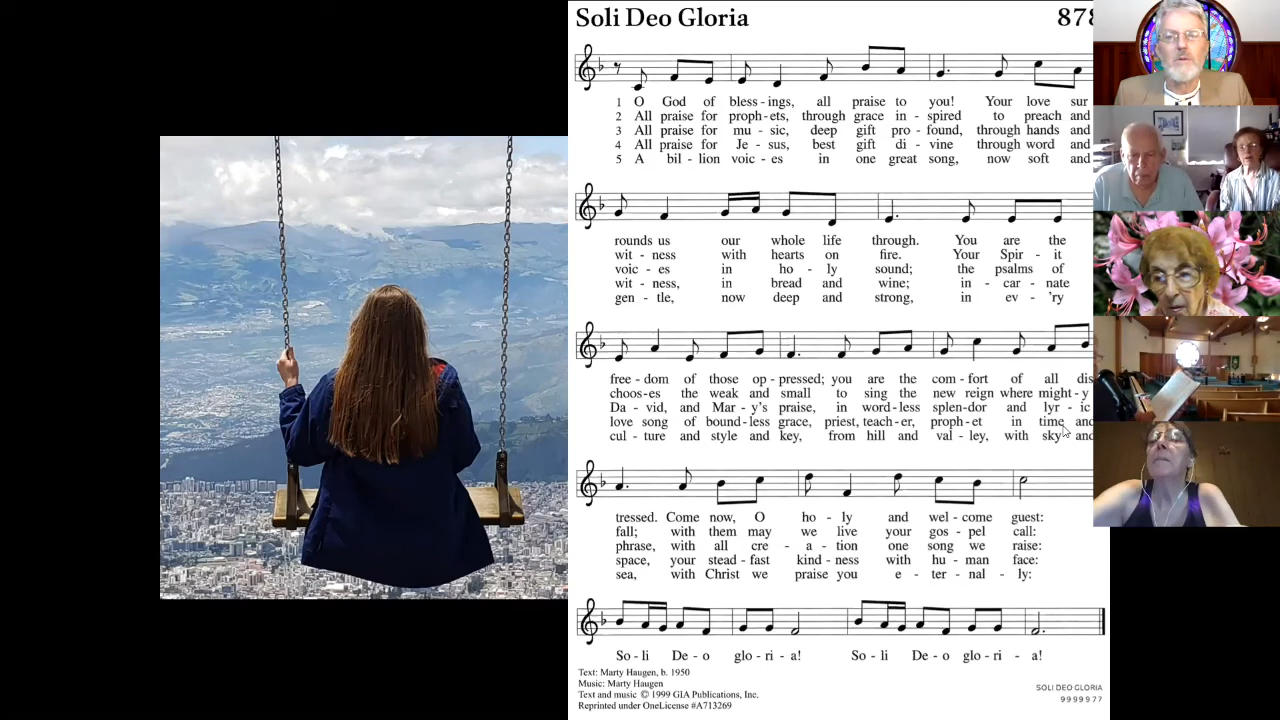 Soli Deo Gloria 878
1 O God of bless - ings, all praise to you! Your love sur
2 All praise for proph - ets, through grace in - spired to preach and
3 All praise for mu - sic, deep gift pro - found, through hands and
4 All praise for Je - sus, best gift di - vine through word and
5 A bil - lion voic - es in one great song, now soft and
rounds us our whole life through. You are the
wit - ness with hearts on fire. Your Spir - it
voic - es in ho - ly sound; the psalms of
wit - ness, in bread and wine; in - car - nate
gen - tle, now deep and strong, in ev - 'ry
free - dom of those op - pressed; you are the com - fort of all dis
choos - es the weak and small to sing the new reign where might - y
Da - vid, and Mar - y's praise, in word - less splen - dor and lyr - ic
love song of bound - less grace, priest, teach - er, proph - et in time and
cul - ture and style and key, from hill and val - ley, with sky and
tressed. Come now, O ho - ly and wel - come guest:
fall; with them may we live your gos - pel call:
phrase, with all cre - a - tion one song we raise:
space, your stead - fast kind - ness with hu - man face:
sea, with Christ we praise you e - ter - nal - ly:
So - li De - o glo - ri - a! So - li De - o glo - ri - a!
Text: Marty Haugen, b. 1950
Music: Marty Haugen
Text and music © 1999 GIA Publications, Inc.
Reprinted under OneLicense #A713269
SOLI DEO GLORIA
9 9 9 9 9 7 7